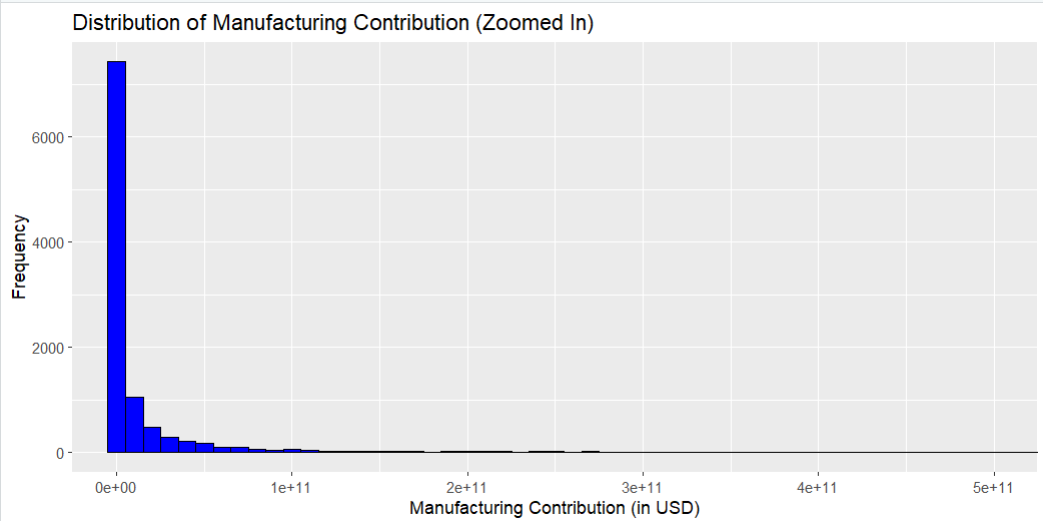 Distribution of Manufacturing Contribution (Zoomed In)
Frequency
6000
4000
2000
0
0e+00 1e+11 2e+11 3e+11 4e+11 5e+11
Manufacturing Contribution (in USD)